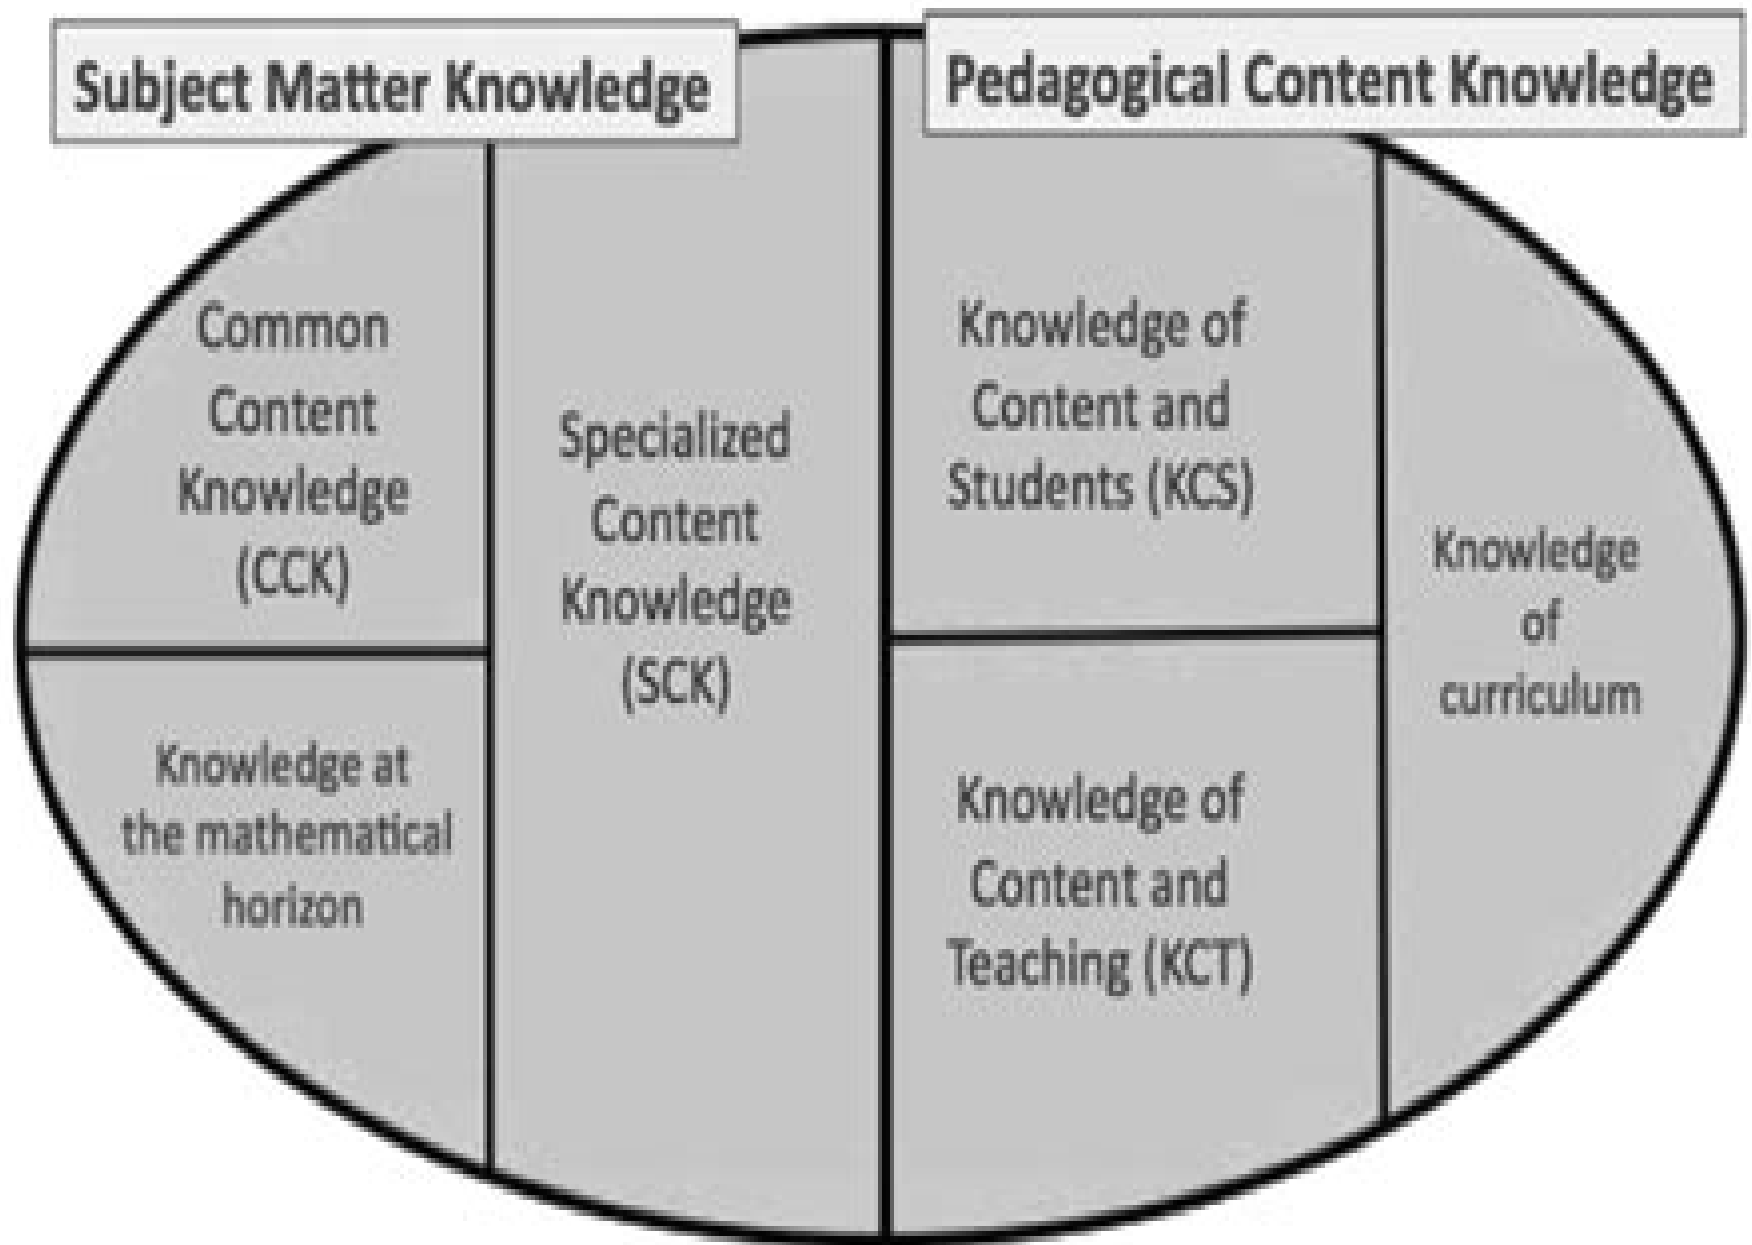 Subject Matter Knowledge
Pedagogical Content Knowledge
Common
Content
Knowledge
(CCK)
Knowledge at
the mathematical
horizon
Specialized
Content
Knowledge
(SCK)
Knowledge of
Content and
Students (KCS)
Knowledge of
Content and
Teaching (KCT)
Knowledge
of
curriculum